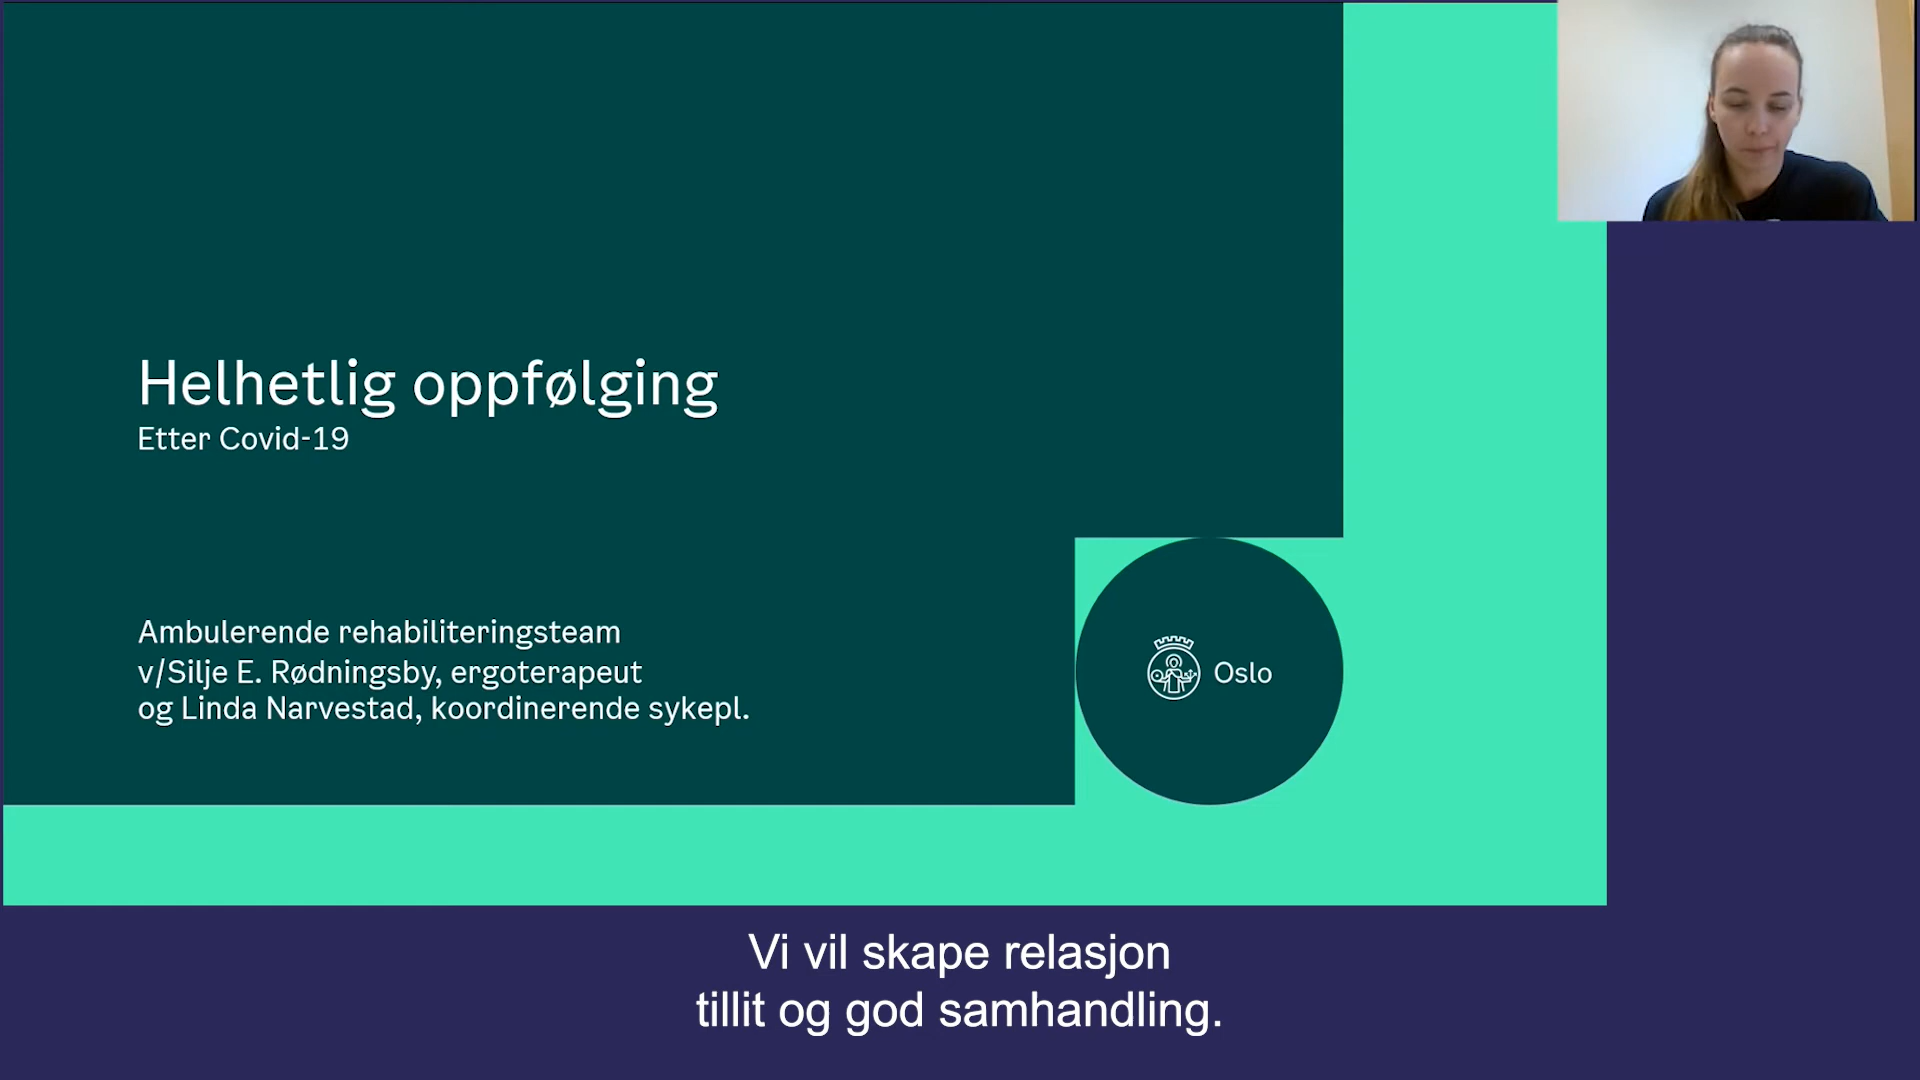 Helhetlig oppfølging
Etter Covid-19
Ambulerende rehabiliteringsteam
v/Silje E. Rødningsby, ergoterapeut
og Linda Narvestad, koordinerende sykepl.
Oslo
Vi vil skape relasjon
tillit og god samhandling.